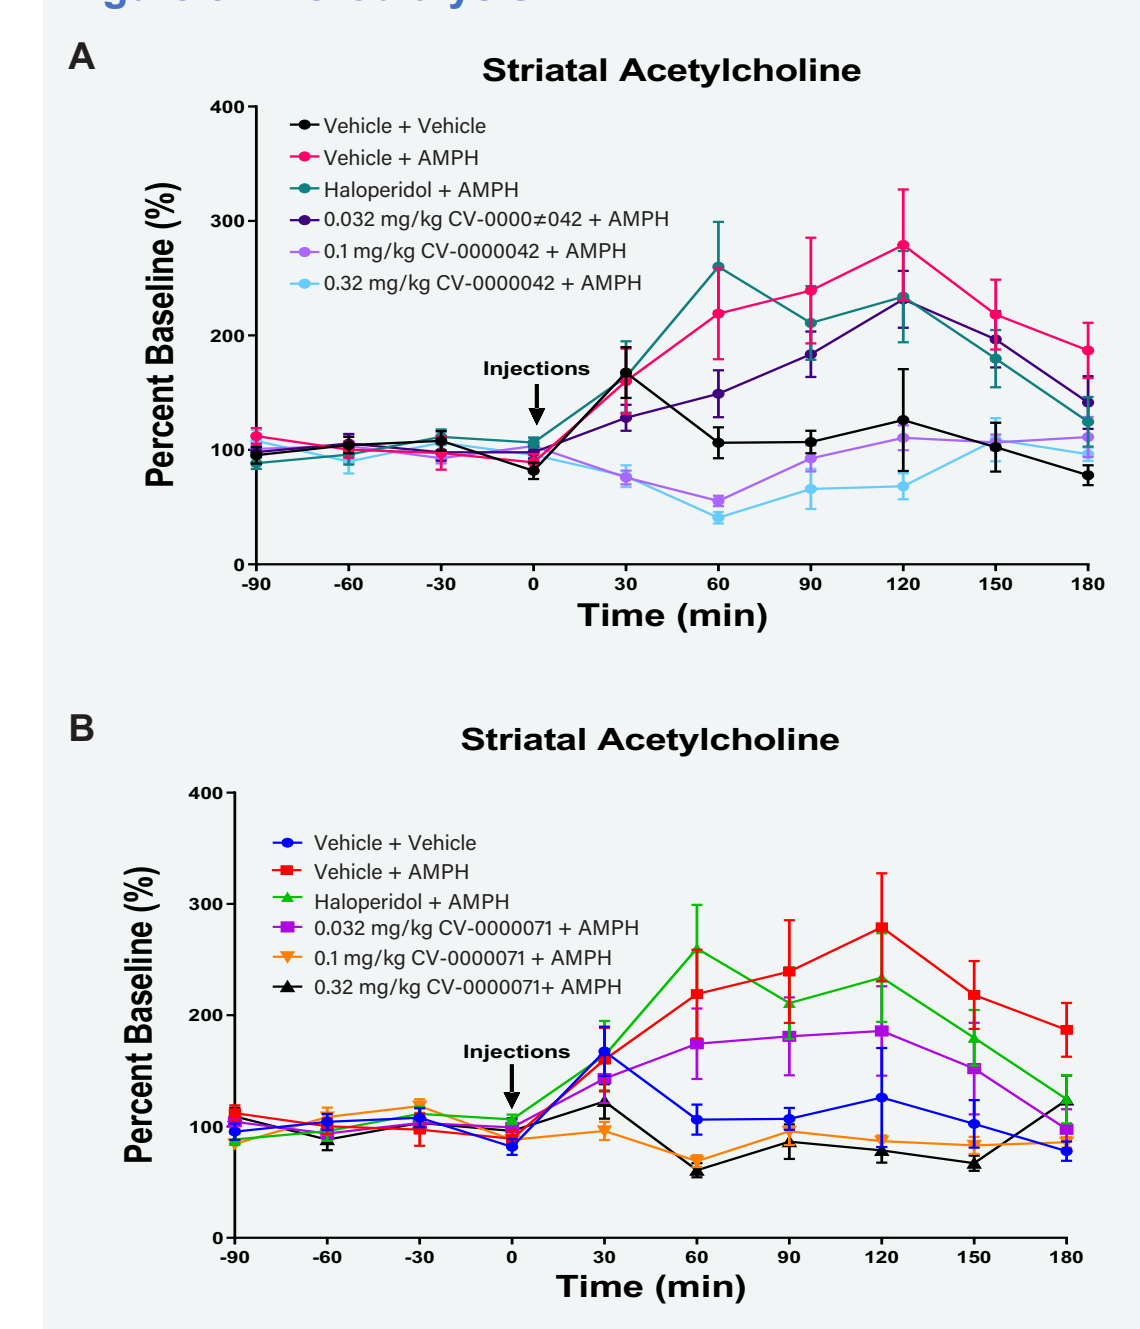 A
Striatal Acetylcholine
400
300
200
100
0
Percent Baseline (%)
Vehicle + Vehicle
Vehicle + AMPH
Haloperidol + AMPH
0.032 mg/kg CV-0000≠042 + AMPH
0.1 mg/kg CV-0000042 + AMPH
0.32 mg/kg CV-0000042 + AMPH
Injections
-90 -60 -30 0 30 60 90 120 150 180
Time (min)
B
Striatal Acetylcholine
400
300
200
100
0
Percent Baseline (%)
Vehicle + Vehicle
Vehicle + AMPH
Haloperidol + AMPH
0.032 mg/kg CV-0000071 + AMPH
0.1 mg/kg CV-0000071 + AMPH
0.32 mg/kg CV-0000071+ AMPH
Injections
-90 -60 -30 0 30 60 90 120 150 180
Time (min)